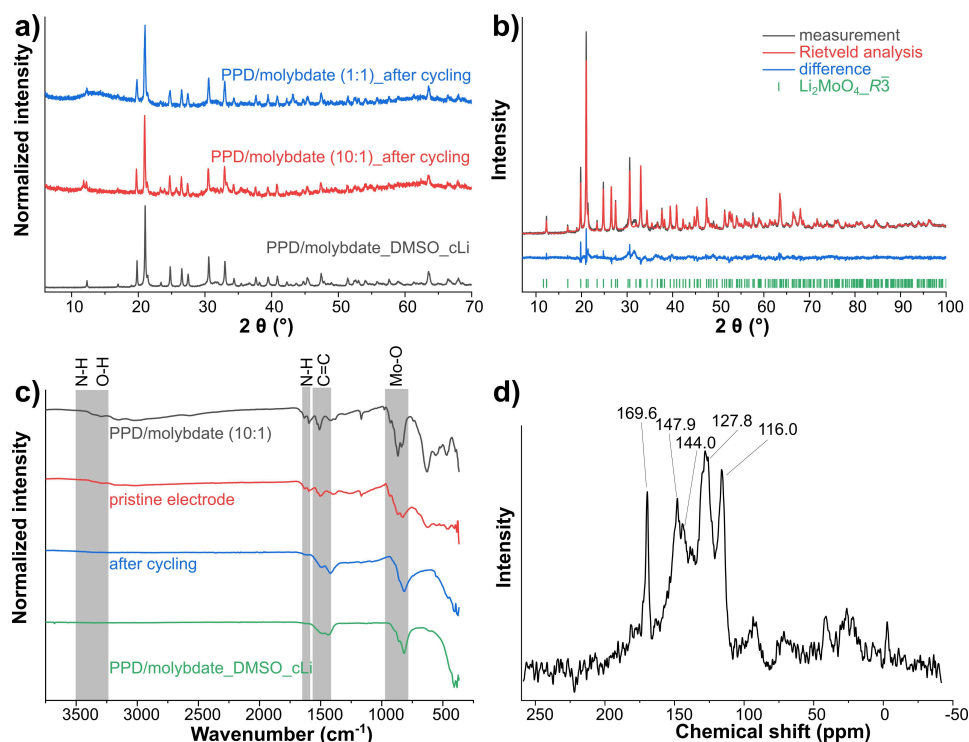 a)
Normalized intensity
PPD/molybdate (1:1)_after cycling
PPD/molybdate (10:1)_after cycling
PPD/molybdate_DMSO_cLi
10 20 30 40 50 60 70
2 θ (°)
b)
Intensity
measurement
Rietveld analysis
difference
Li₂MoO₄_R3̅
10 20 30 40 50 60 70 80 90 100
2 θ (°)
c)
Normalized intensity
N-H
O-H
N-H
C=C
Mo-O
PPD/molybdate (10:1)
pristine electrode
after cycling
PPD/molybdate_DMSO_cLi
3500 3000 2500 2000 1500 1000 500
Wavenumber (cm⁻¹)
d)
Intensity
169.6
147.9
144.0
127.8
116.0
250 200 150 100 50 0 -50
Chemical shift (ppm)